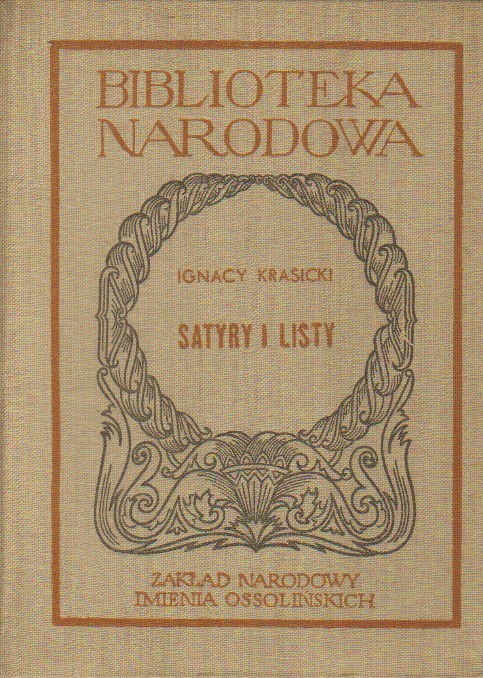 BIBLIOTEKA
NARODOWA
IGNACY KRASICKI
SATYRY I LISTY
ZAKŁAD NARODOWY
IMIENIA OSSOLIŃSKICH